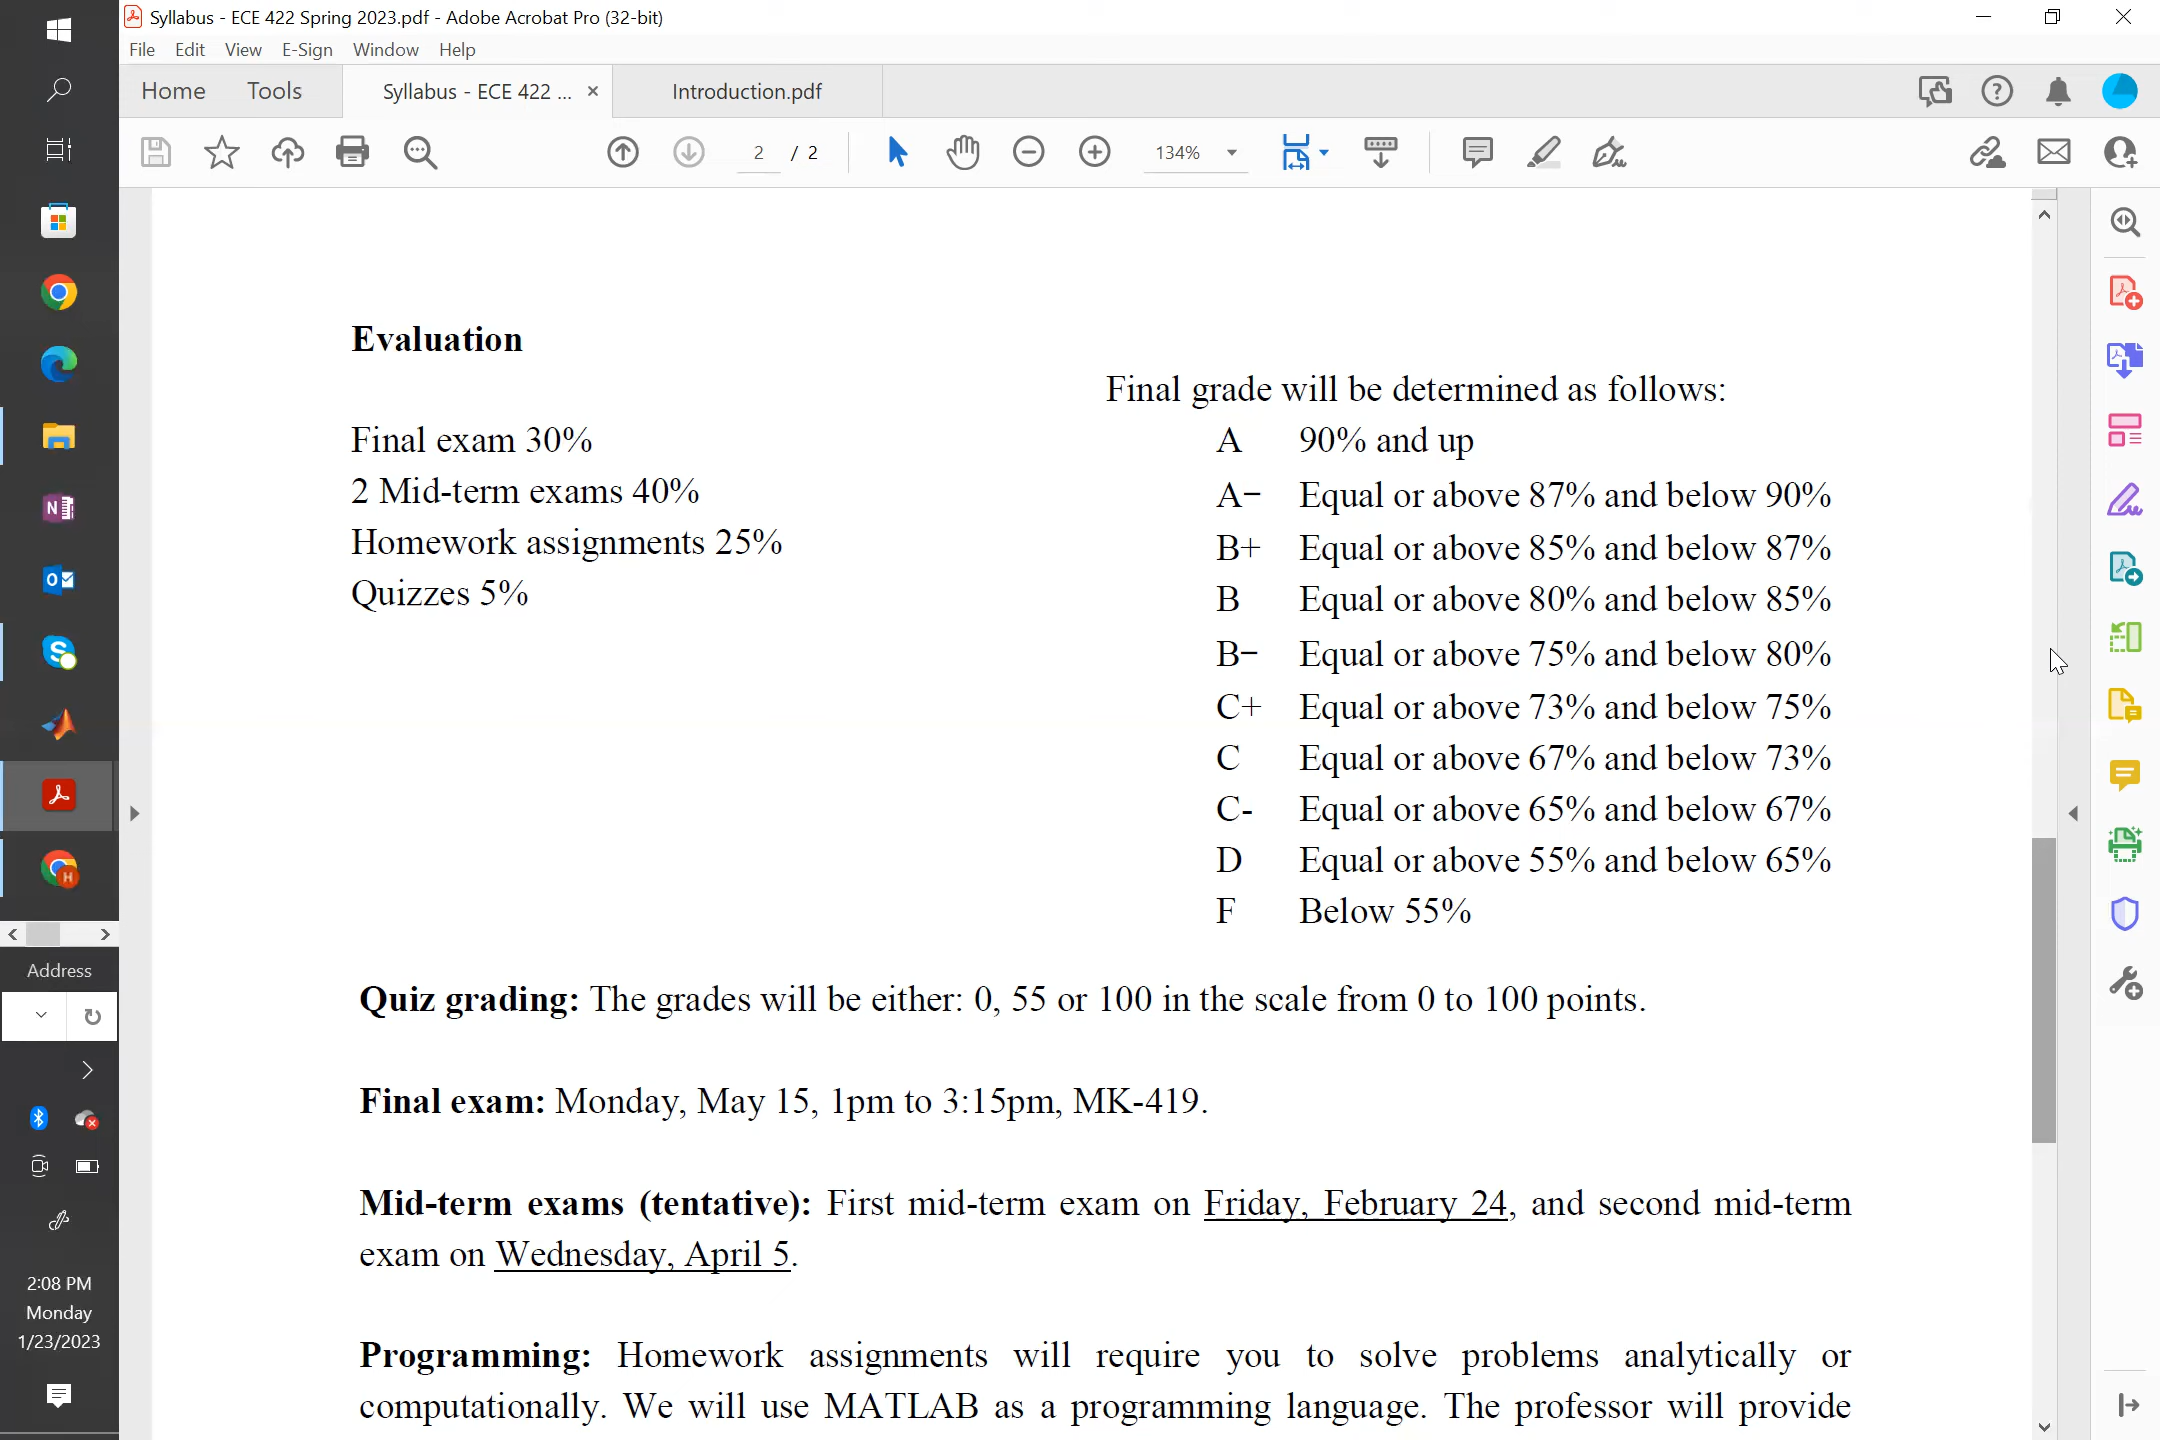 Syllabus - ECE 422 Spring 2023.pdf - Adobe Acrobat Pro (32-bit)
File Edit View E-Sign Window Help
Home Tools Syllabus - ECE 422 ... × Introduction.pdf
2 / 2 134%
Evaluation
Final grade will be determined as follows:
Final exam 30%
2 Mid-term exams 40%
Homework assignments 25%
Quizzes 5%
A 90% and up
A− Equal or above 87% and below 90%
B+ Equal or above 85% and below 87%
B Equal or above 80% and below 85%
B− Equal or above 75% and below 80%
C+ Equal or above 73% and below 75%
C Equal or above 67% and below 73%
C- Equal or above 65% and below 67%
D Equal or above 55% and below 65%
F Below 55%
Quiz grading: The grades will be either: 0, 55 or 100 in the scale from 0 to 100 points.
Final exam: Monday, May 15, 1pm to 3:15pm, MK-419.
Mid-term exams (tentative): First mid-term exam on Friday, February 24, and second mid-term
exam on Wednesday, April 5.
Programming: Homework assignments will require you to solve problems analytically or
computationally. We will use MATLAB as a programming language. The professor will provide
Address
2:08 PM
Monday
1/23/2023